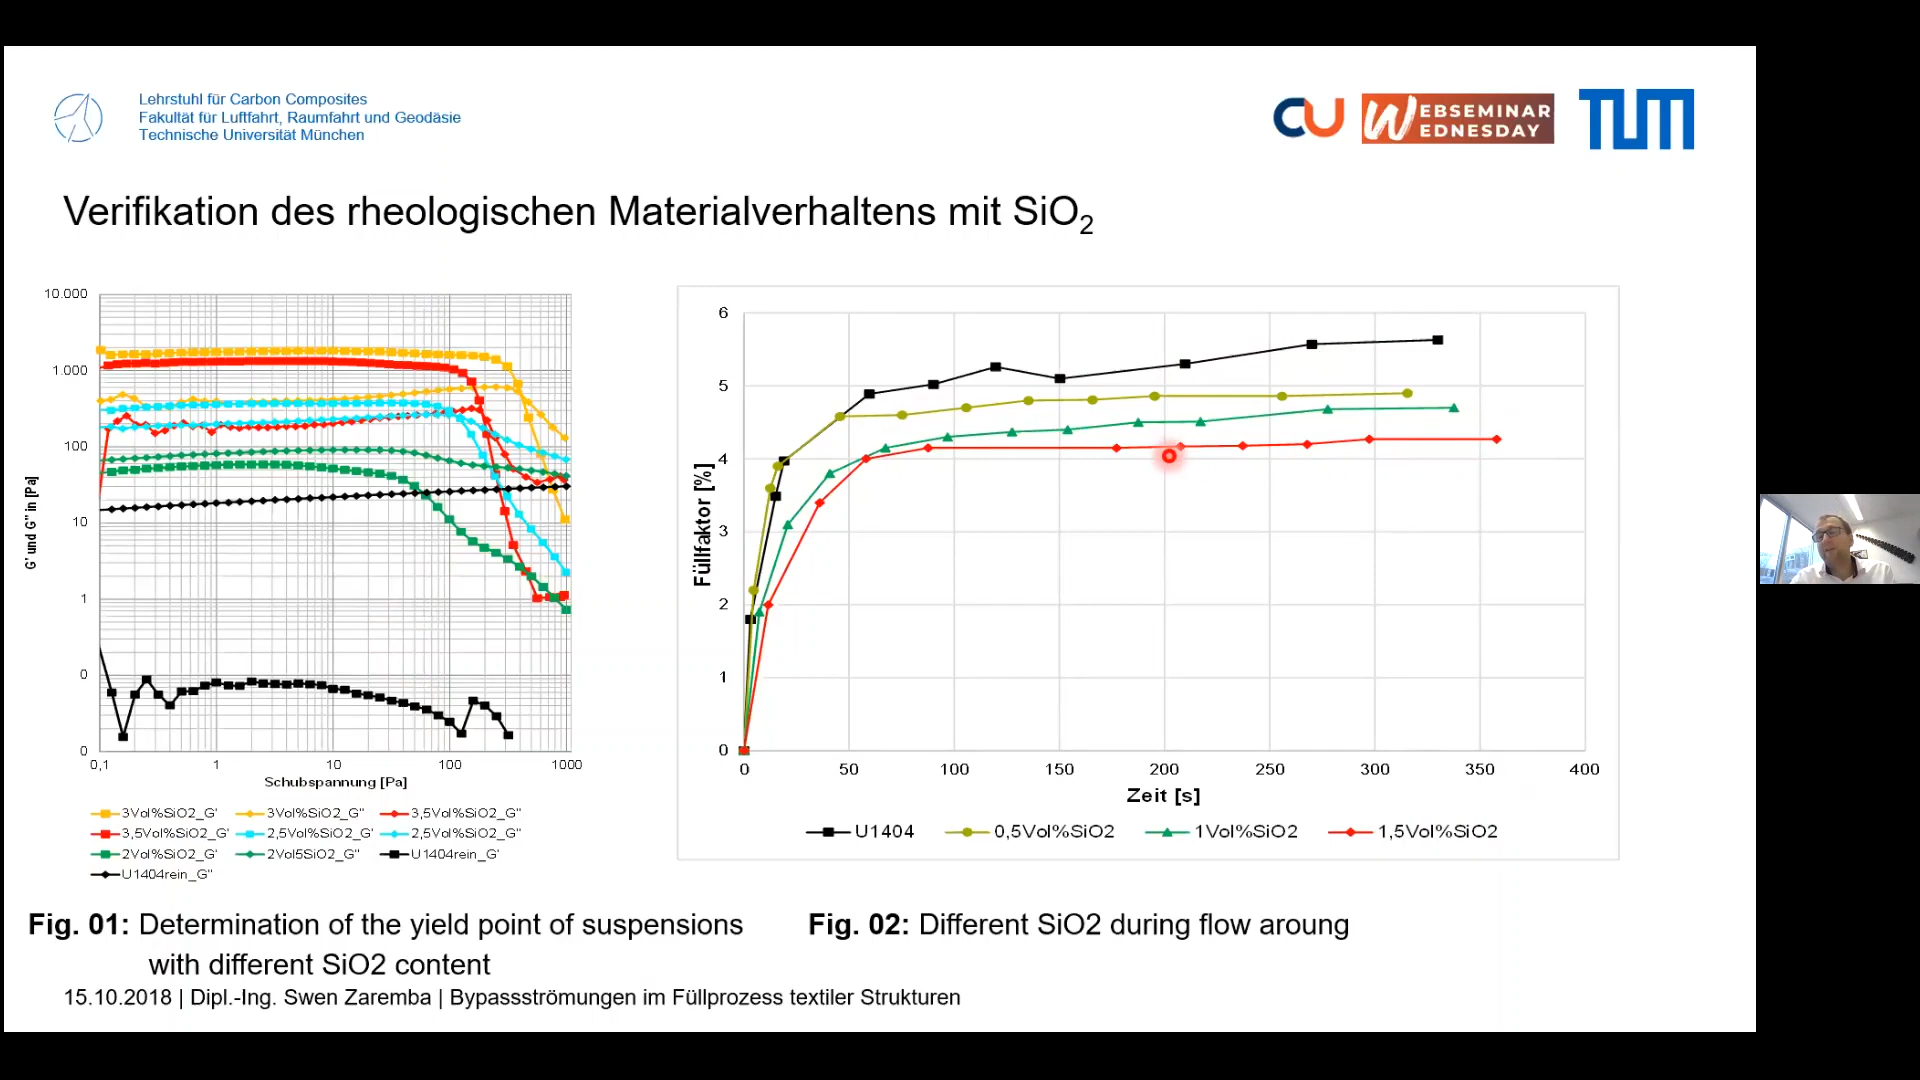 Lehrstuhl für Carbon Composites
Fakultät für Luftfahrt, Raumfahrt und Geodäsie
Technische Universität München
CU
WEBSEMINAR
WEDNESDAY
TUM
Verifikation des rheologischen Materialverhaltens mit SiO2
10.000
1.000
100
10
1
0
0
G' und G'' in [Pa]
0,1 1 10 100 1000
Schubspannung [Pa]
3Vol%SiO2_G' 3Vol%SiO2_G'' 3,5Vol%SiO2_G''
3,5Vol%SiO2_G' 2,5Vol%SiO2_G' 2,5Vol%SiO2_G''
2Vol%SiO2_G' 2Vol5SiO2_G'' U1404rein_G'
U1404rein_G''
6
5
4
3
2
1
0
Füllfaktor [%]
0 50 100 150 200 250 300 350 400
Zeit [s]
U1404 0,5Vol%SiO2 1Vol%SiO2 1,5Vol%SiO2
Fig. 01: Determination of the yield point of suspensions
with different SiO2 content
Fig. 02: Different SiO2 during flow aroung
15.10.2018 | Dipl.-Ing. Swen Zaremba | Bypassströmungen im Füllprozess textiler Strukturen